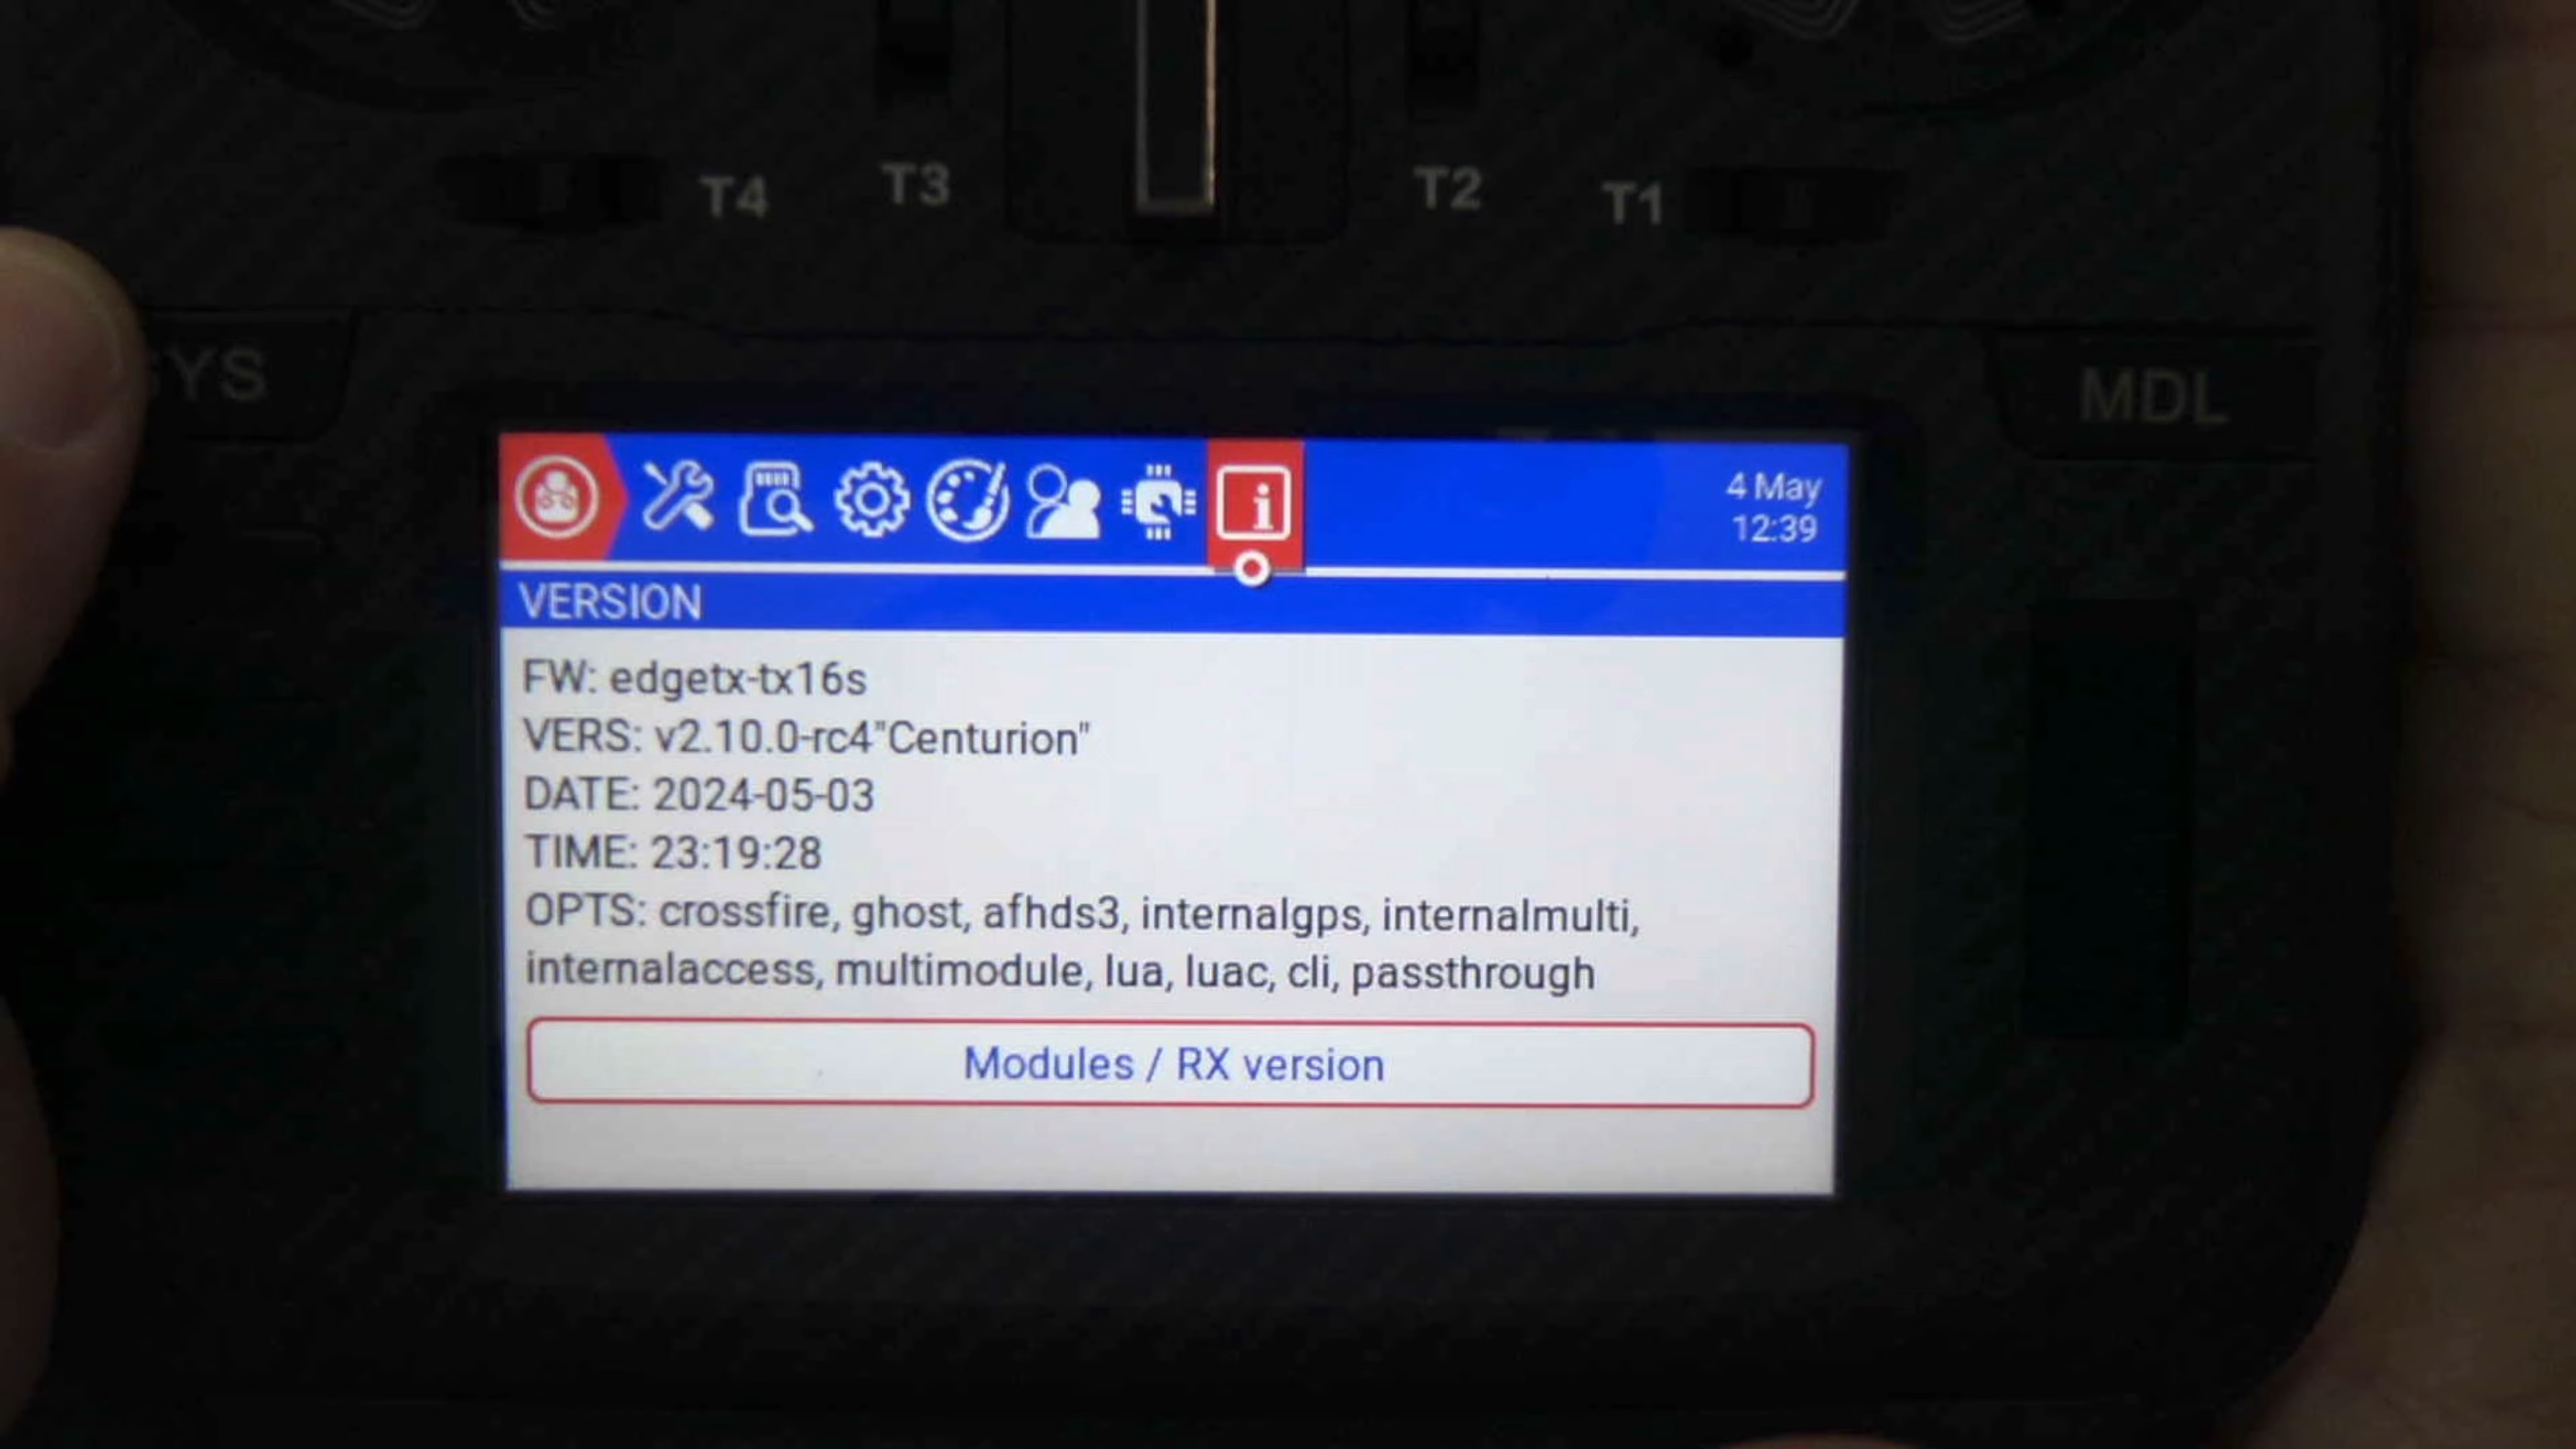 T4 T3 T2 T1
YS
MDL
4 May
12:39
VERSION
FW: edgetx-tx16s
VERS: v2.10.0-rc4"Centurion"
DATE: 2024-05-03
TIME: 23:19:28
OPTS: crossfire, ghost, afhds3, internalgps, internalmulti,
internalaccess, multimodule, lua, luac, cli, passthrough
Modules / RX version